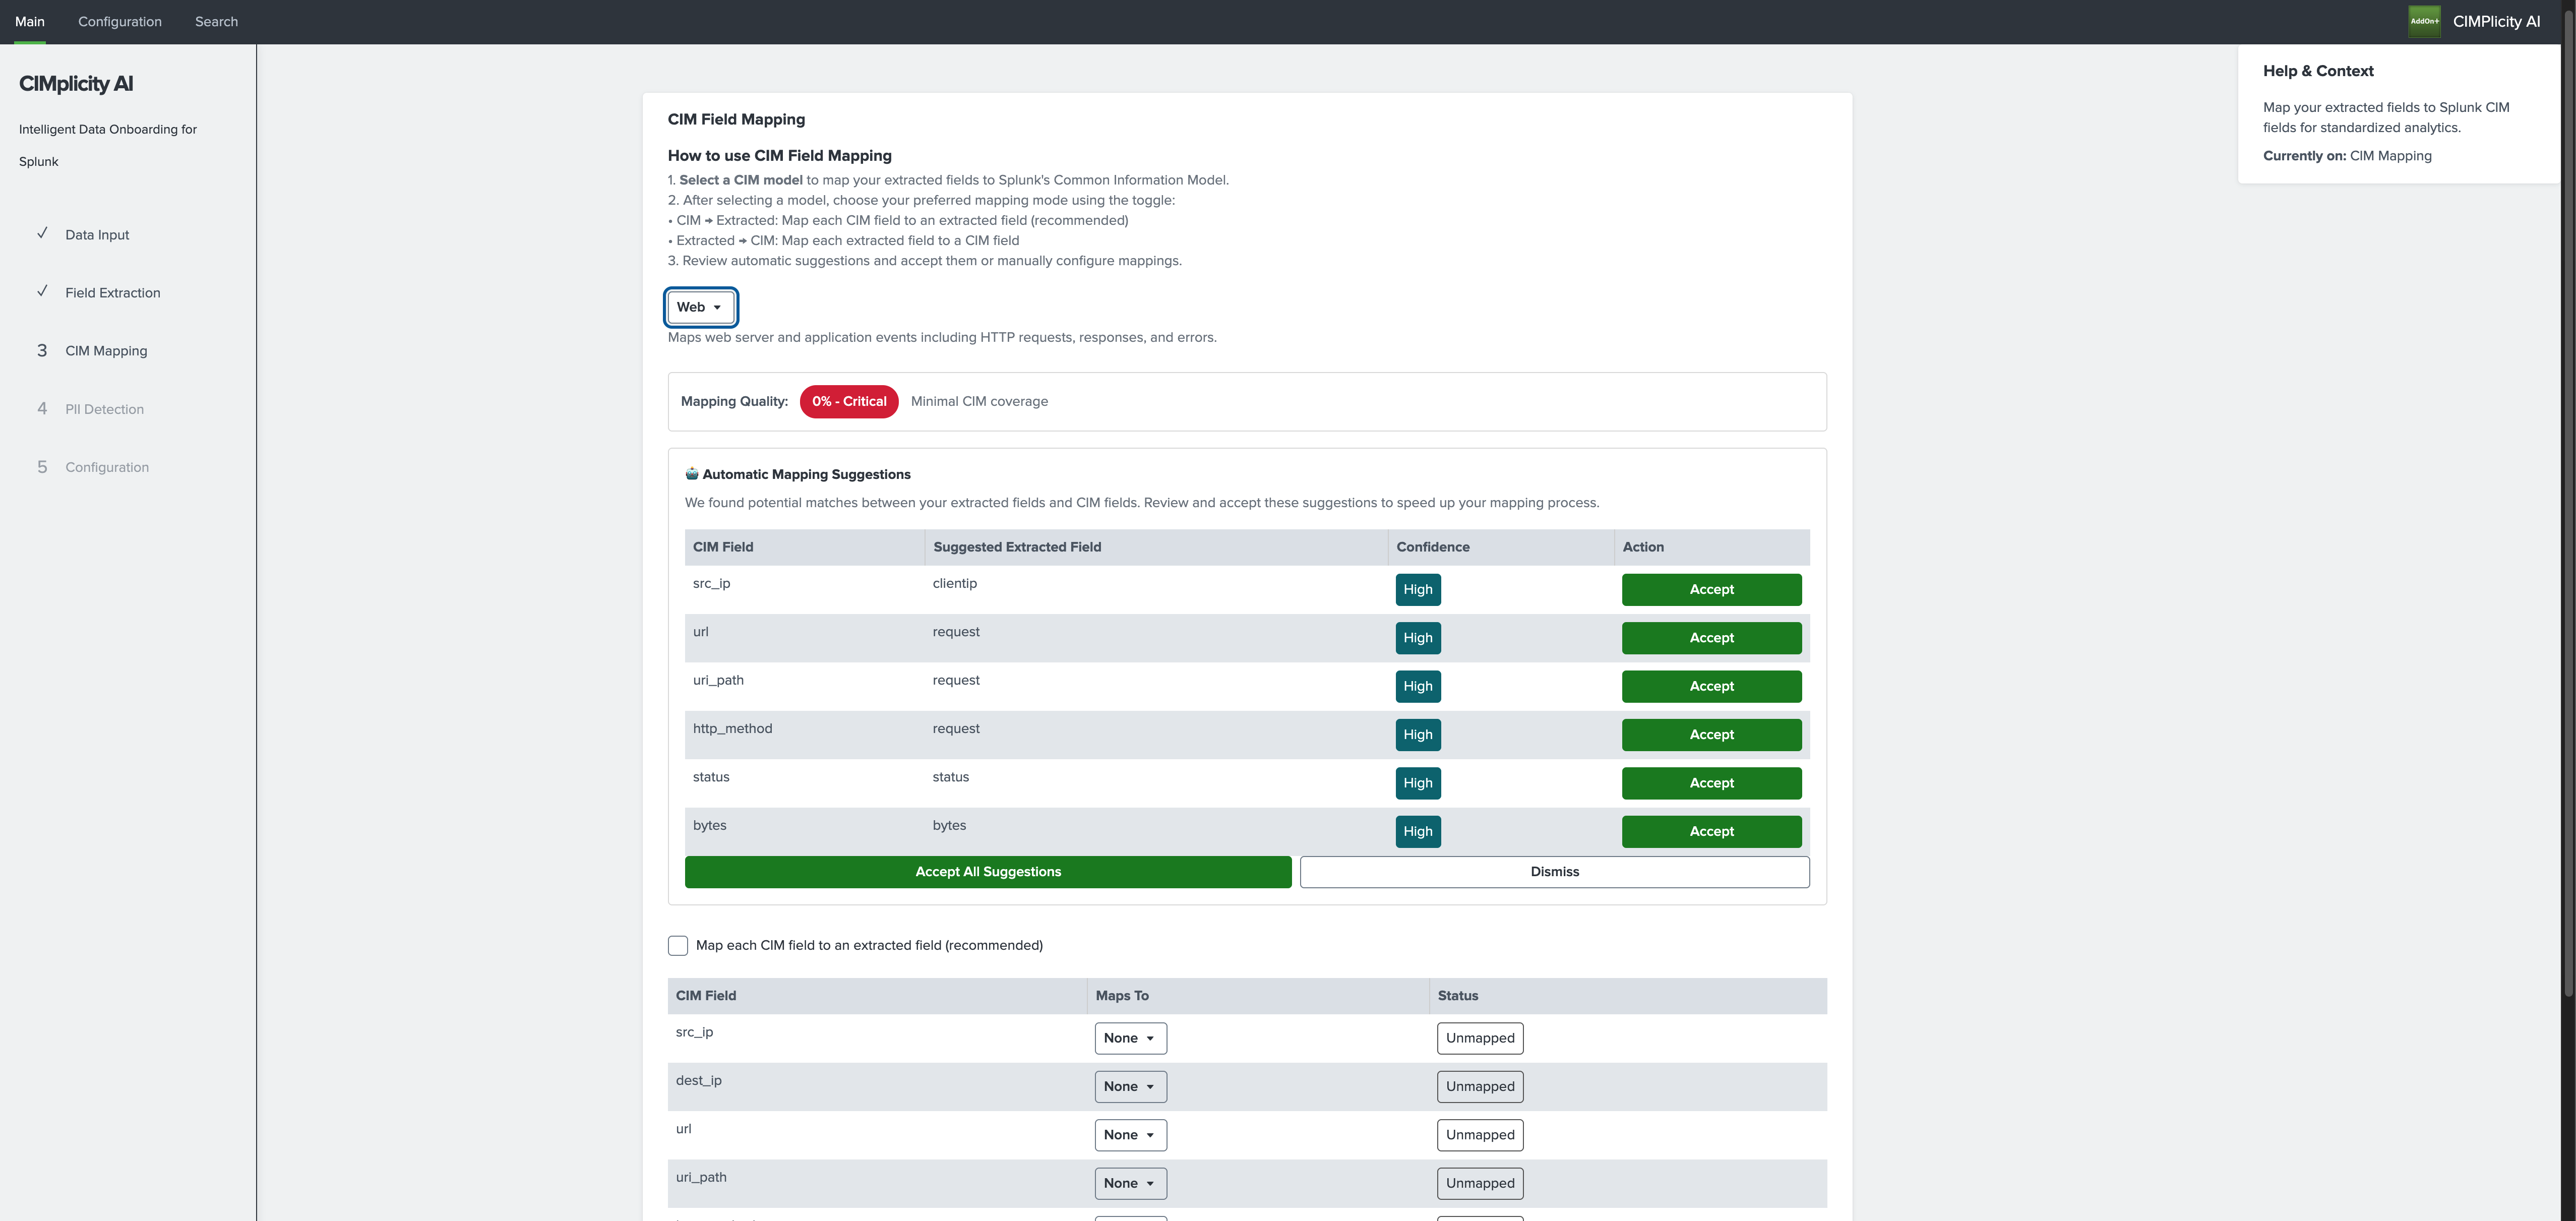 Main
Configuration
Search
AddOn+
CIMPlicity AI
CIMplicity AI
Intelligent Data Onboarding for
Splunk
Data Input
Field Extraction
3 CIM Mapping
4 PII Detection
5 Configuration
CIM Field Mapping
How to use CIM Field Mapping
1. Select a CIM model to map your extracted fields to Splunk's Common Information Model.
2. After selecting a model, choose your preferred mapping mode using the toggle:
• CIM → Extracted: Map each CIM field to an extracted field (recommended)
• Extracted → CIM: Map each extracted field to a CIM field
3. Review automatic suggestions and accept them or manually configure mappings.
Web
Maps web server and application events including HTTP requests, responses, and errors.
Mapping Quality: 0% - Critical Minimal CIM coverage
Automatic Mapping Suggestions
We found potential matches between your extracted fields and CIM fields. Review and accept these suggestions to speed up your mapping process.
CIM Field Suggested Extracted Field Confidence Action
src_ip clientip High Accept
url request High Accept
uri_path request High Accept
http_method request High Accept
status status High Accept
bytes bytes High Accept
Accept All Suggestions Dismiss
Map each CIM field to an extracted field (recommended)
CIM Field Maps To Status
src_ip None Unmapped
dest_ip None Unmapped
url None Unmapped
uri_path None Unmapped
Help & Context
Map your extracted fields to Splunk CIM
fields for standardized analytics.
Currently on: CIM Mapping